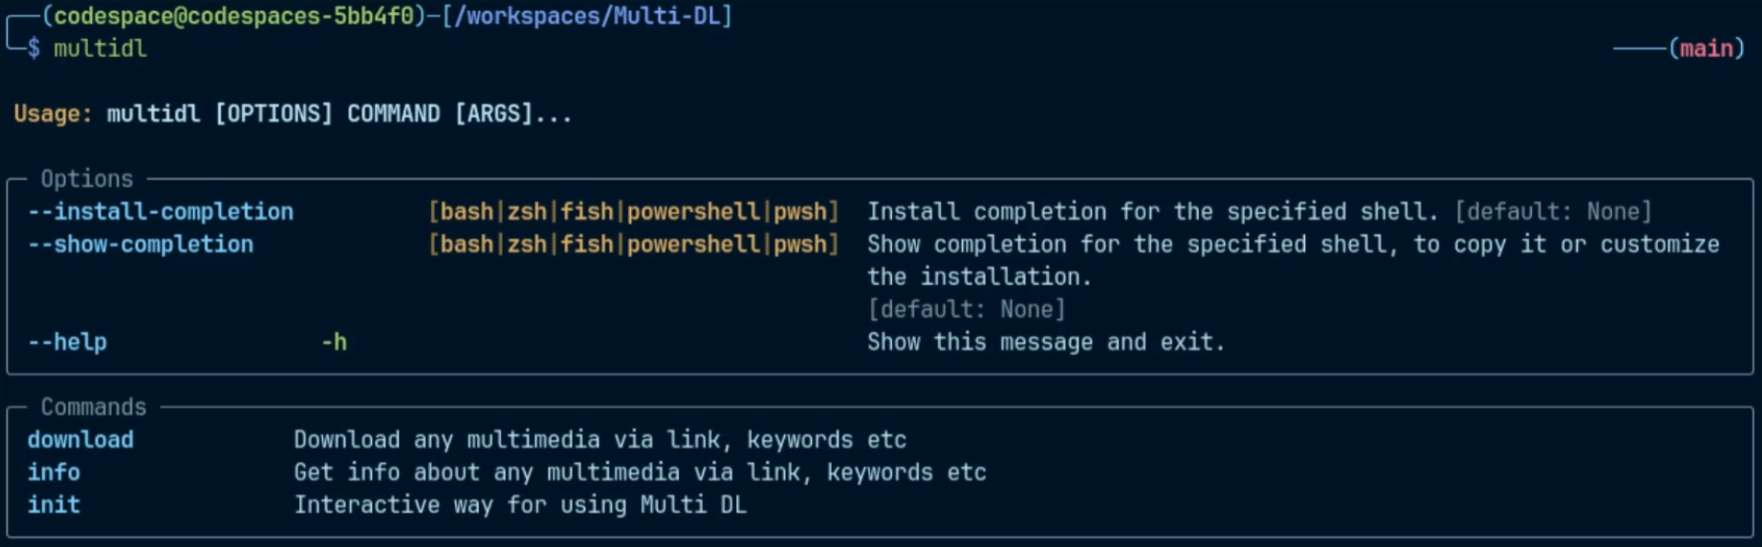 (codespace@codespaces-5bb4f0)-[/workspaces/Multi-DL]
$ multidl (main)
Usage: multidl [OPTIONS] COMMAND [ARGS]...
Options
--install-completion [bash|zsh|fish|powershell|pwsh] Install completion for the specified shell. [default: None]
--show-completion [bash|zsh|fish|powershell|pwsh] Show completion for the specified shell, to copy it or customize
the installation.
[default: None]
--help -h Show this message and exit.
Commands
download Download any multimedia via link, keywords etc
info Get info about any multimedia via link, keywords etc
init Interactive way for using Multi DL